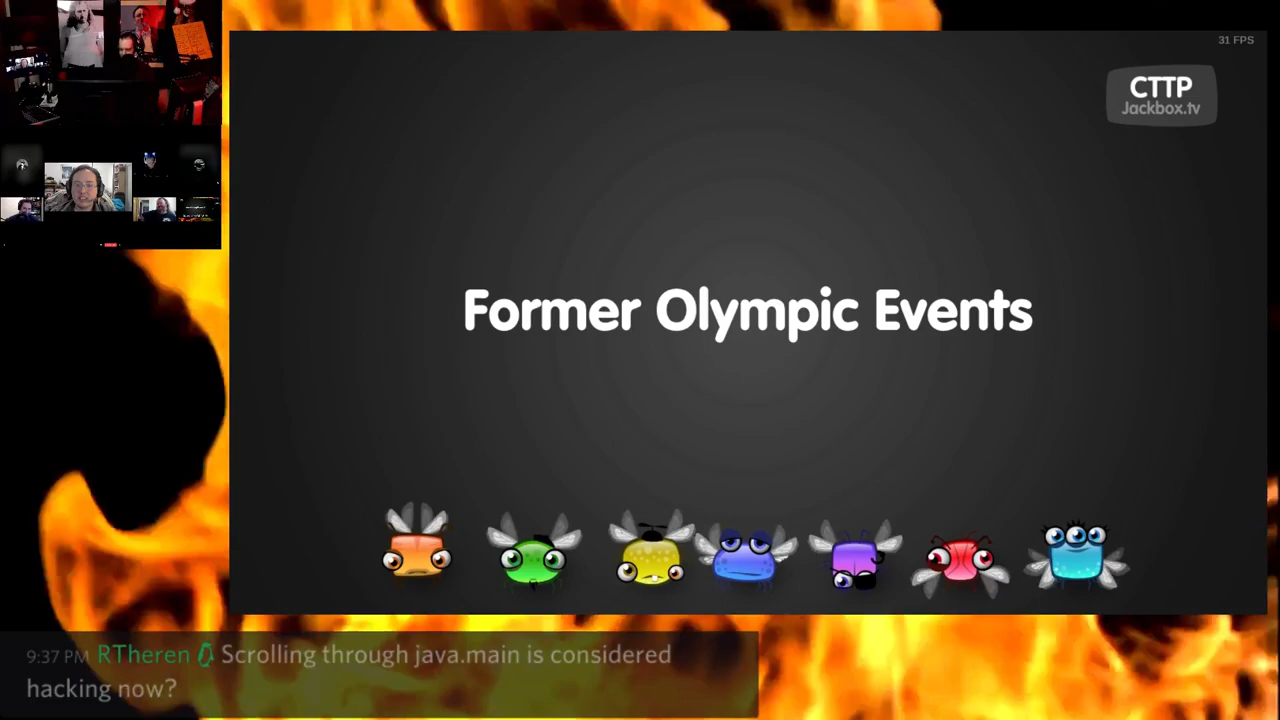 31 FPS
CTTP
Jackbox.tv
Former Olympic Events
9:37 PM RTheren Scrolling through java.main is considered
hacking now?